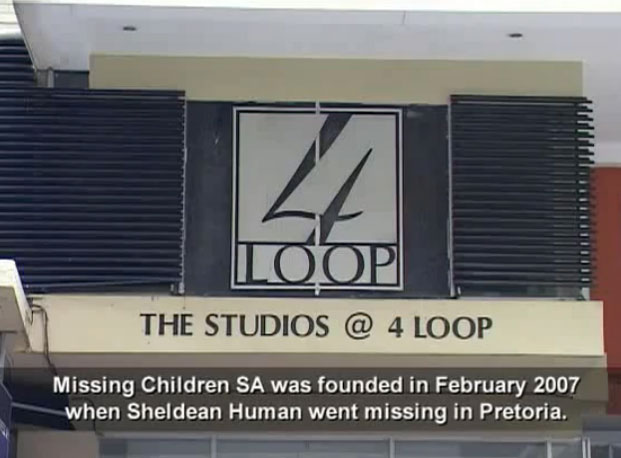 4
LOOP
THE STUDIOS @ 4 LOOP
Missing Children SA was founded in February 2007
when Sheldean Human went missing in Pretoria.